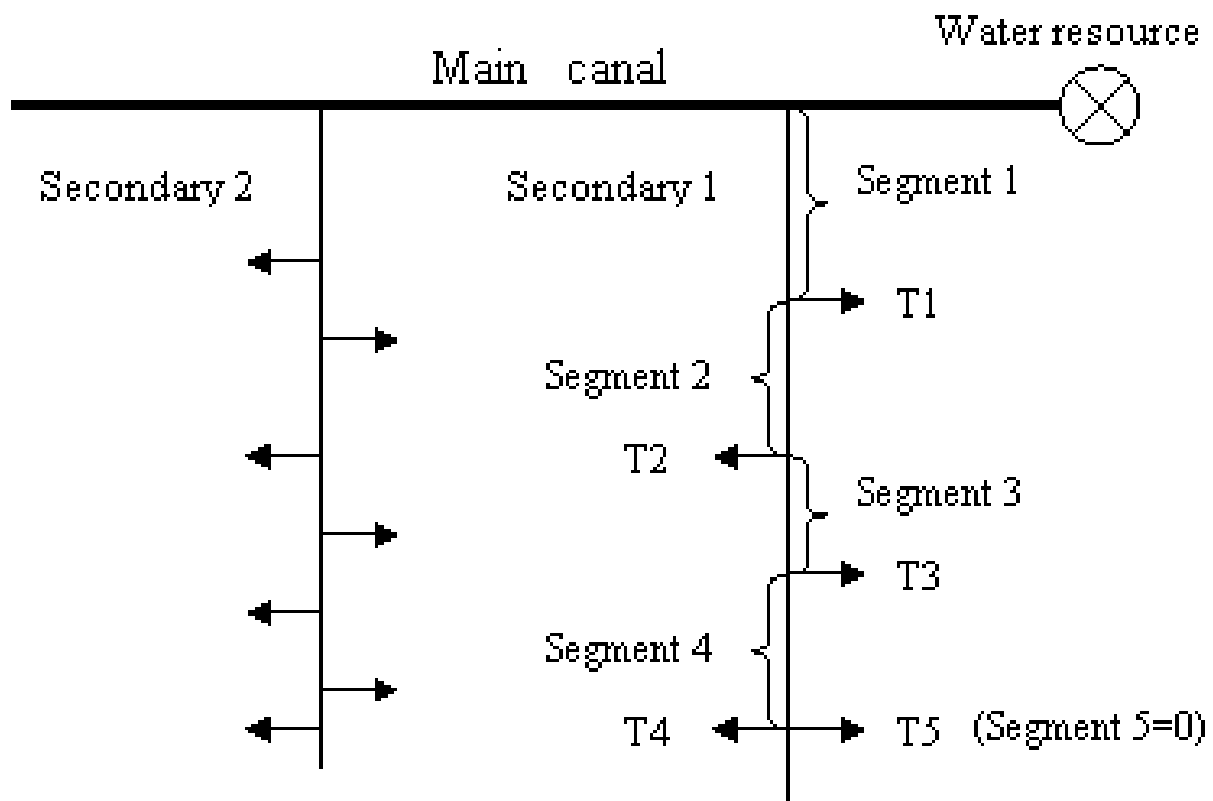 Water resource
Main canal
Secondary 2
Secondary 1
Segment 1
T1
Segment 2
T2
Segment 3
T3
Segment 4
T4
T5 (Segment 5=0)